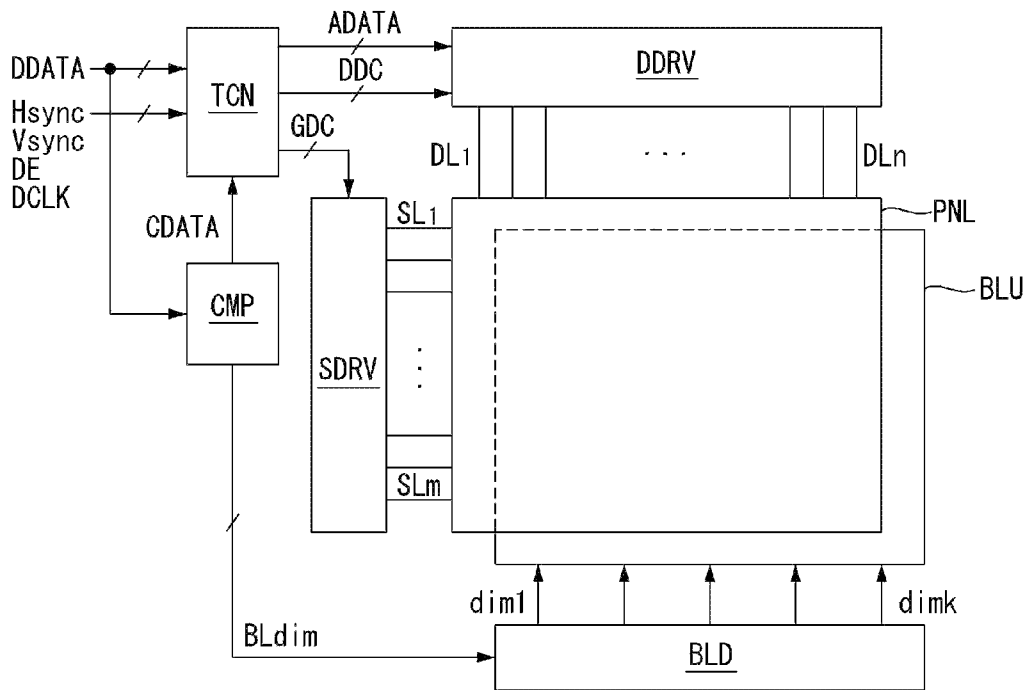 ADATA
DDATA
DDC
TCN
DDRV
Hsync
Vsync
DE
DCLK
GDC
DL1
. . .
DLn
CDATA
SL1
PNL
BLU
CMP
SDRV
SLm
dim1
dimk
BLdim
BLD